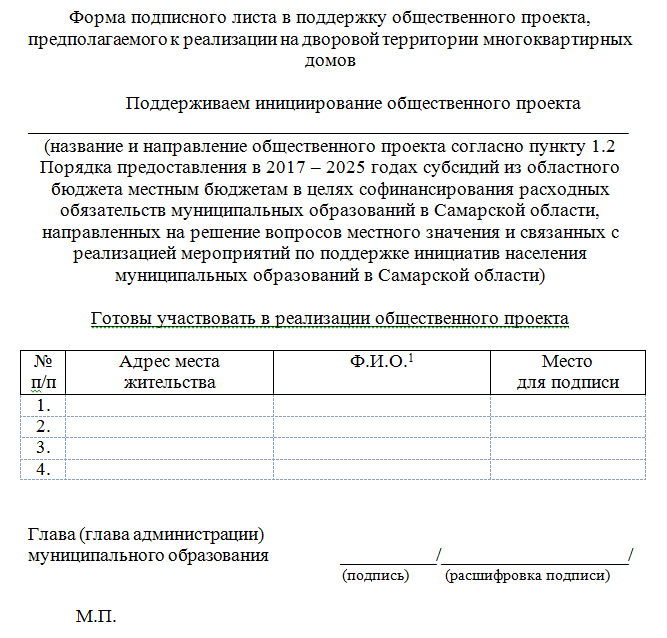 Форма подписного листа в поддержку общественного проекта,
предполагаемого к реализации на дворовой территории многоквартирных
домов
Поддерживаем инициирование общественного проекта
(название и направление общественного проекта согласно пункту 1.2
Порядка предоставления в 2017 – 2025 годах субсидий из областного
бюджета местным бюджетам в целях софинансирования расходных
обязательств муниципальных образований в Самарской области,
направленных на решение вопросов местного значения и связанных с
реализацией мероприятий по поддержке инициатив населения
муниципальных образований в Самарской области)
Готовы участвовать в реализации общественного проекта
№ п/п
Адрес места жительства
Ф.И.О.¹
Место для подписи
1.
2.
3.
4.
Глава (глава администрации)
муниципального образования __________/____________________/
(подпись) (расшифровка подписи)
М.П.